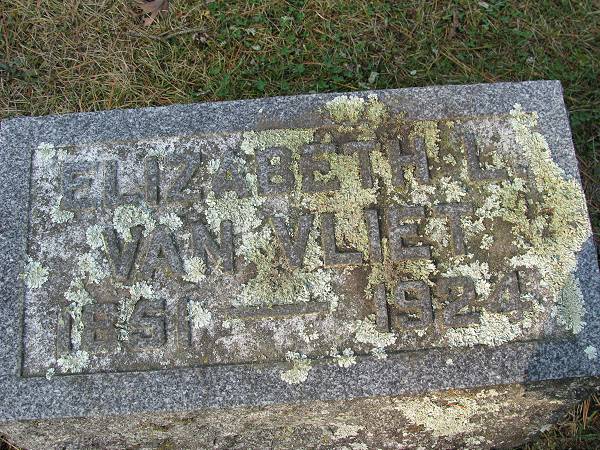 ELIZABETH L.
VAN VLIET
1851 — 1924